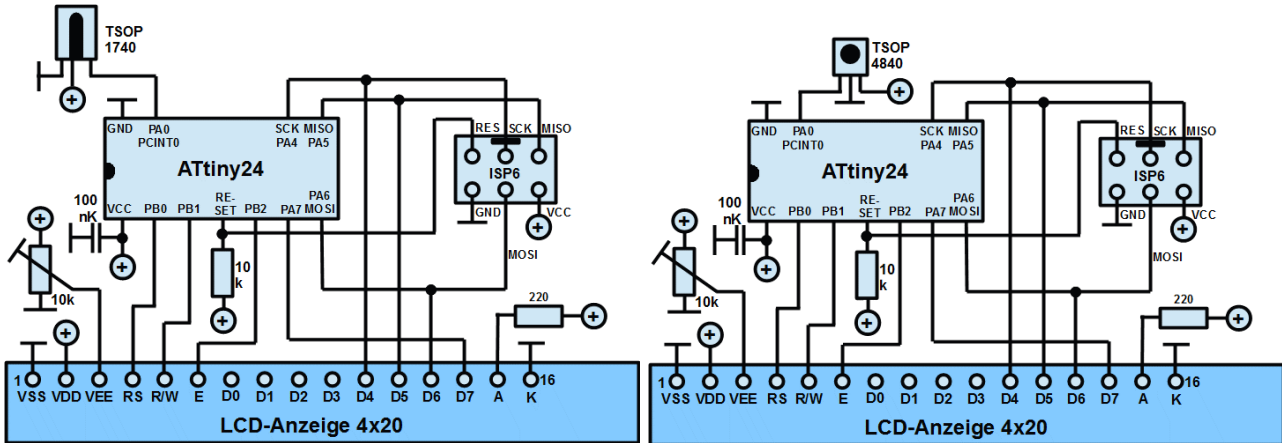 TSOP
1740
GND
PA0
PCINT0
SCK MISO
PA4 PA5
ATtiny24
VCC
PB0
PB1
RE-
SET
PB2
PA7
PA6
MOSI
RES
SCK
MISO
ISP6
GND
VCC
MOSI
100
nK
10k
10
k
220
1
16
VSS VDD VEE RS R/W E D0 D1 D2 D3 D4 D5 D6 D7 A K
LCD-Anzeige 4x20
TSOP
4840
GND
PA0
PCINT0
SCK MISO
PA4 PA5
ATtiny24
VCC
PB0
PB1
RE-
SET
PB2
PA7
PA6
MOSI
RES
SCK
MISO
ISP6
GND
VCC
MOSI
100
nK
10k
10
k
220
1
16
VSS VDD VEE RS R/W E D0 D1 D2 D3 D4 D5 D6 D7 A K
LCD-Anzeige 4x20